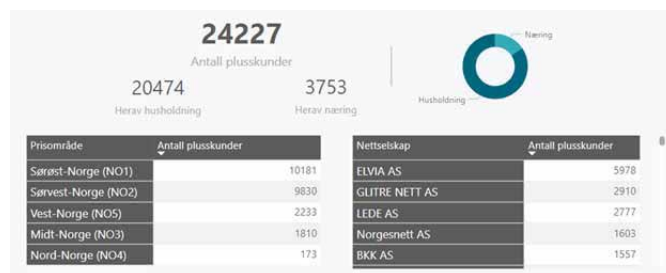 24227
Antall plusskunder
20474
Herav husholdning
3753
Herav næring
Næring
Husholdning
Prisområde Antall plusskunder
Sørøst-Norge (NO1) 10181
Sørvest-Norge (NO2) 9830
Vest-Norge (NO5) 2233
Midt-Norge (NO3) 1810
Nord-Norge (NO4) 173
Nettselskap Antall plusskunder
ELVIA AS 5978
GLITRE NETT AS 2910
LEDE AS 2777
Norgesnett AS 1603
BKK AS 1557